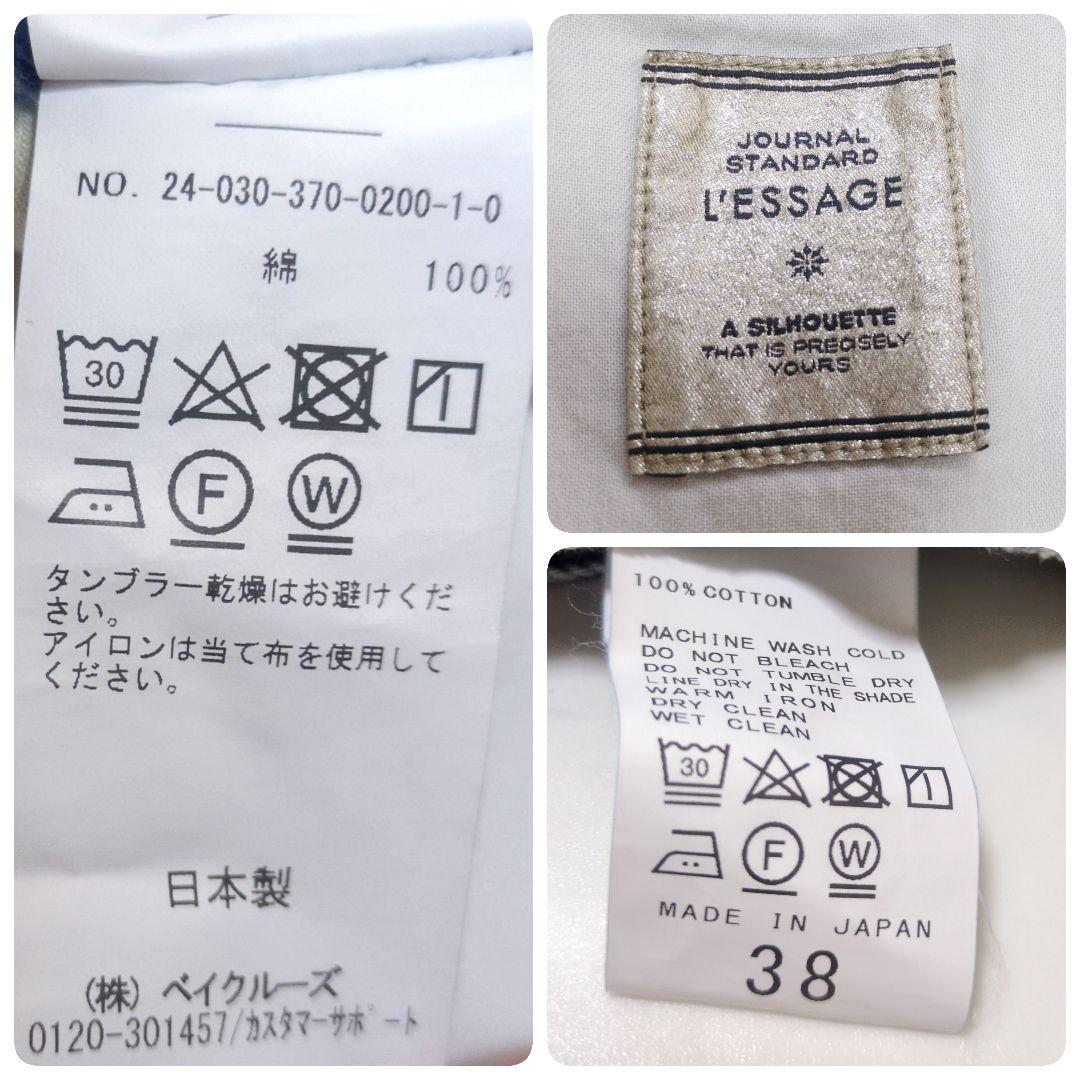 NO. 24-030-370-0200-1-0
綿 100%
30
F W
タンブラー乾燥はお避けくだ
さい。
アイロンは当て布を使用して
ください。
日本製
(株) ベイクルーズ
0120-301457/カスタマーサポート
JOURNAL
STANDARD
L'ESSAGE
A SILHOUETTE
THAT IS PRECISELY
YOURS
100% COTTON
MACHINE WASH COLD
DO NOT BLEACH
DO NOT TUMBLE DRY
LINE DRY IN THE SHADE
WARM IRON
DRY CLEAN
WET CLEAN
30
F W
MADE IN JAPAN
38